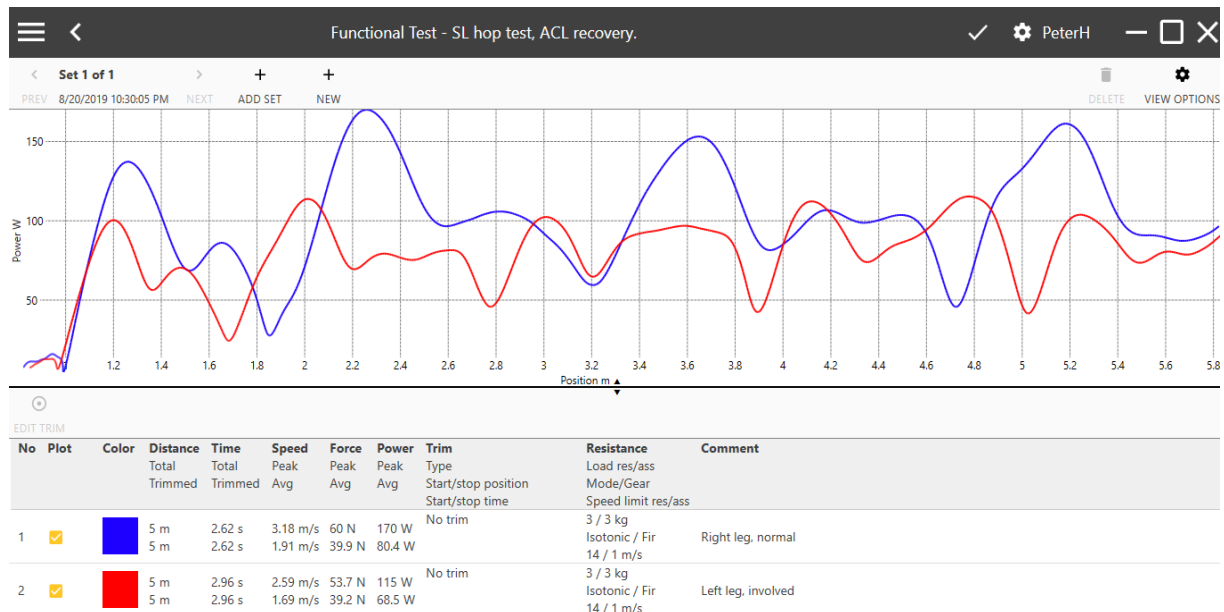 Functional Test - SL hop test, ACL recovery.
PeterH
Set 1 of 1
PREV 8/20/2019 10:30:05 PM NEXT ADD SET NEW DELETE VIEW OPTIONS
150
100
50
Power W
1 1.2 1.4 1.6 1.8 2 2.2 2.4 2.6 2.8 3 3.2 3.4 3.6 3.8 4 4.2 4.4 4.6 4.8 5 5.2 5.4 5.6 5.8
Position m
EDIT TRIM
No Plot Color Distance Time Speed Force Power Trim Resistance Comment
Total Total Peak Peak Peak Type Load res/ass
Trimmed Trimmed Avg Avg Avg Start/stop position Mode/Gear
Start/stop time Speed limit res/ass
1 5 m 2.62 s 3.18 m/s 60 N 170 W No trim 3 / 3 kg
5 m 2.62 s 1.91 m/s 39.9 N 80.4 W Isotonic / Fir Right leg, normal
14 / 1 m/s
2 5 m 2.96 s 2.59 m/s 53.7 N 115 W No trim 3 / 3 kg
5 m 2.96 s 1.69 m/s 39.2 N 68.5 W Isotonic / Fir Left leg, involved
14 / 1 m/s